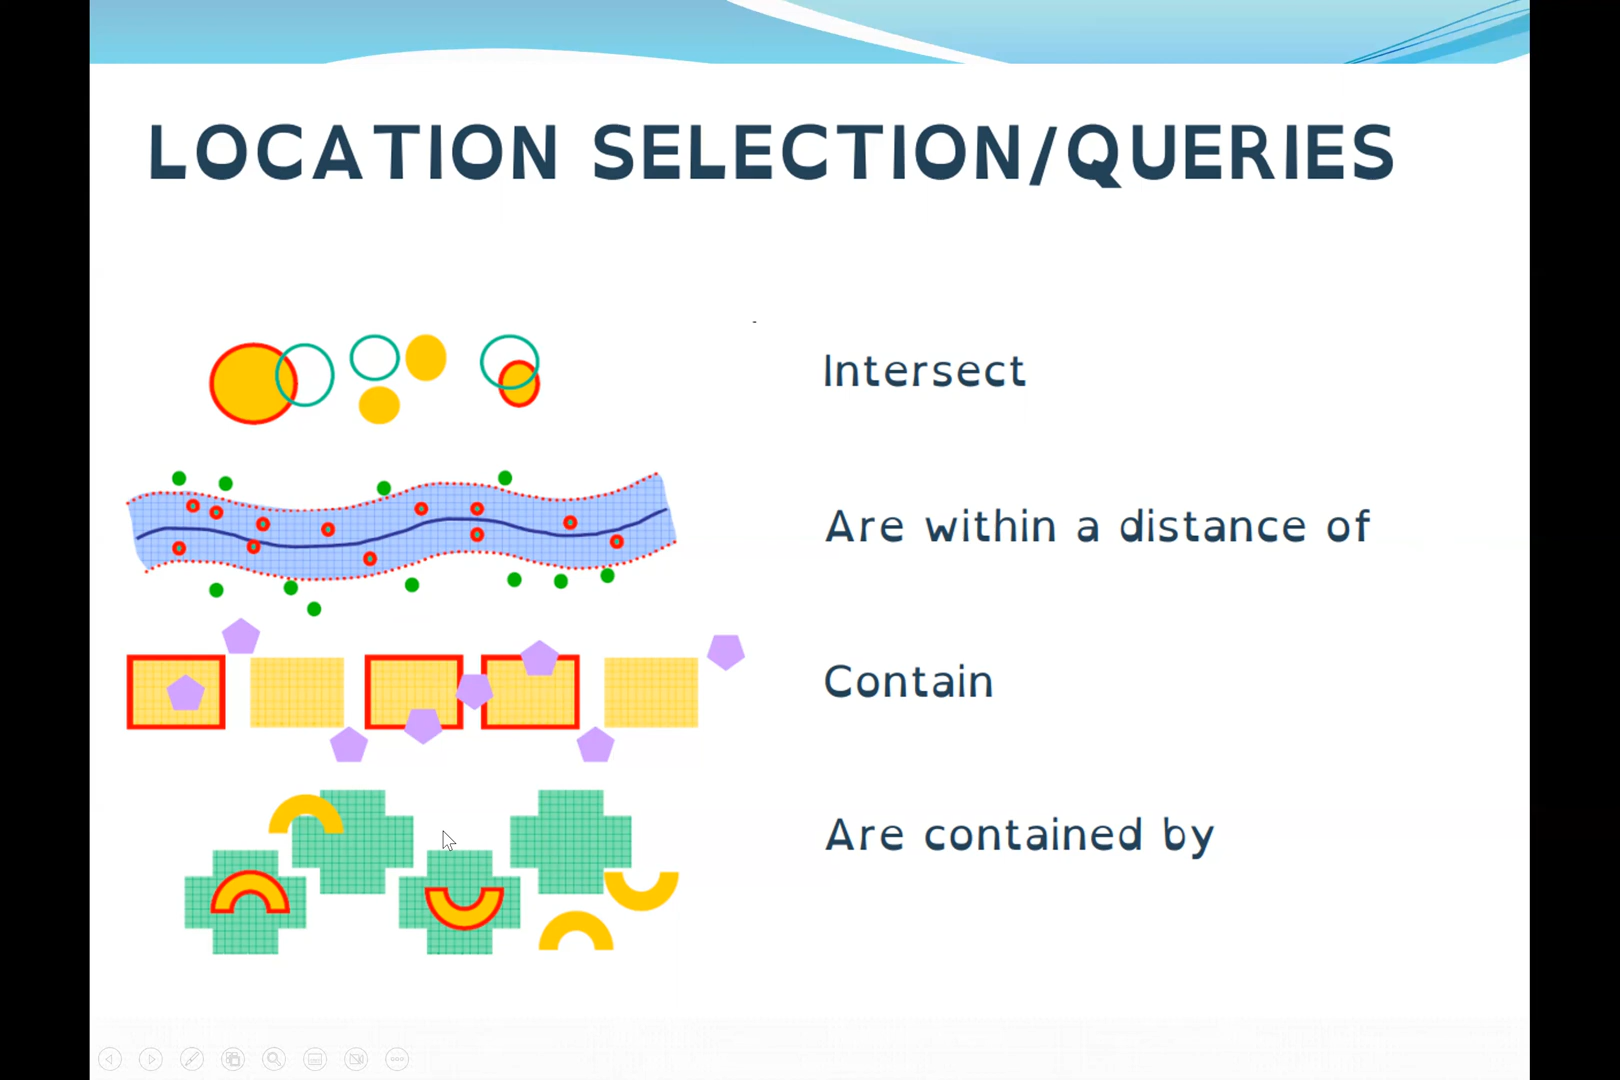 LOCATION SELECTION/QUERIES
Intersect
Are within a distance of
Contain
Are contained by